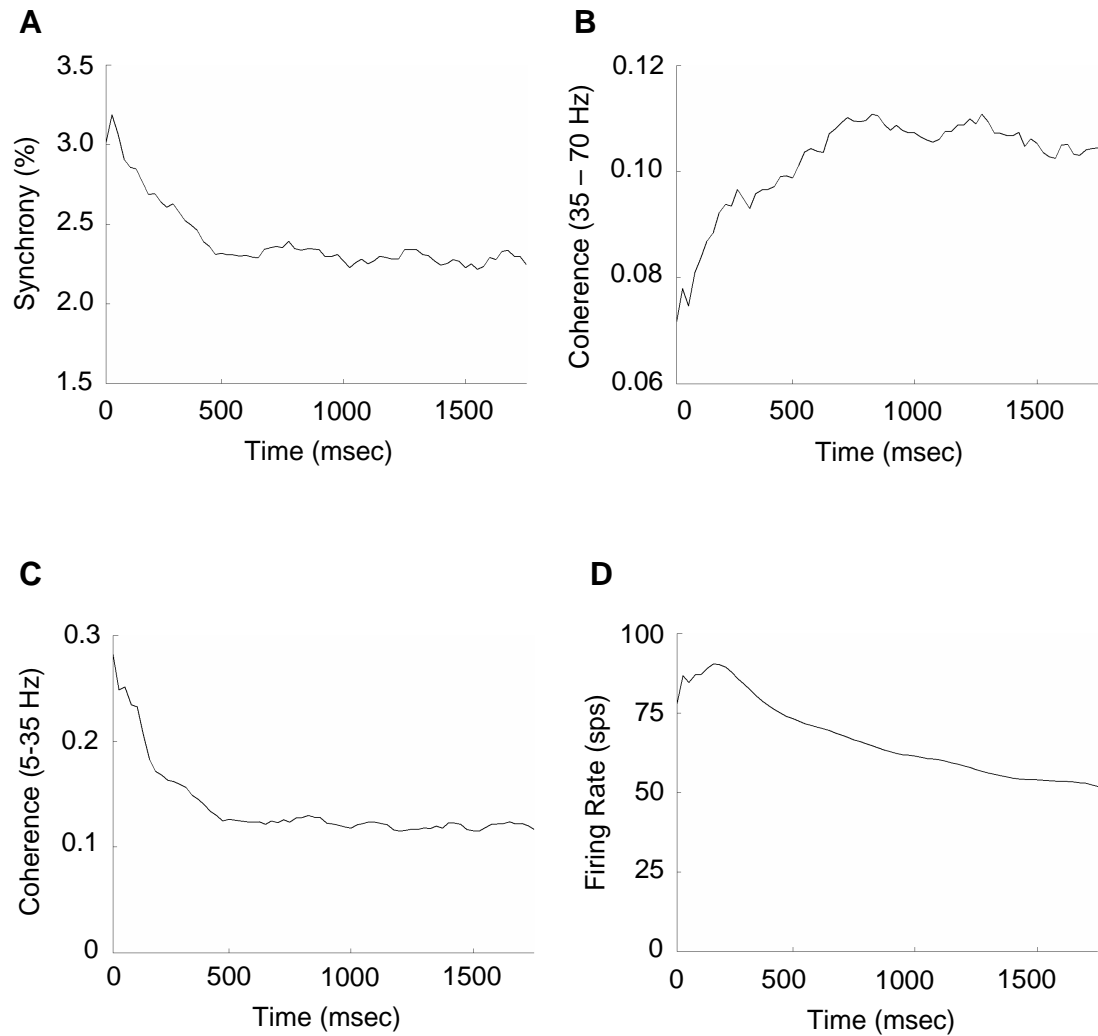 A
3.5
3.0
2.5
2.0
1.5
Synchrony (%)
0 500 1000 1500
Time (msec)
B
0.12
0.10
0.08
0.06
Coherence (35 – 70 Hz)
0 500 1000 1500
Time (msec)
C
0.3
0.2
0.1
0
Coherence (5-35 Hz)
0 500 1000 1500
Time (msec)
D
100
75
50
25
0
Firing Rate (sps)
0 500 1000 1500
Time (msec)